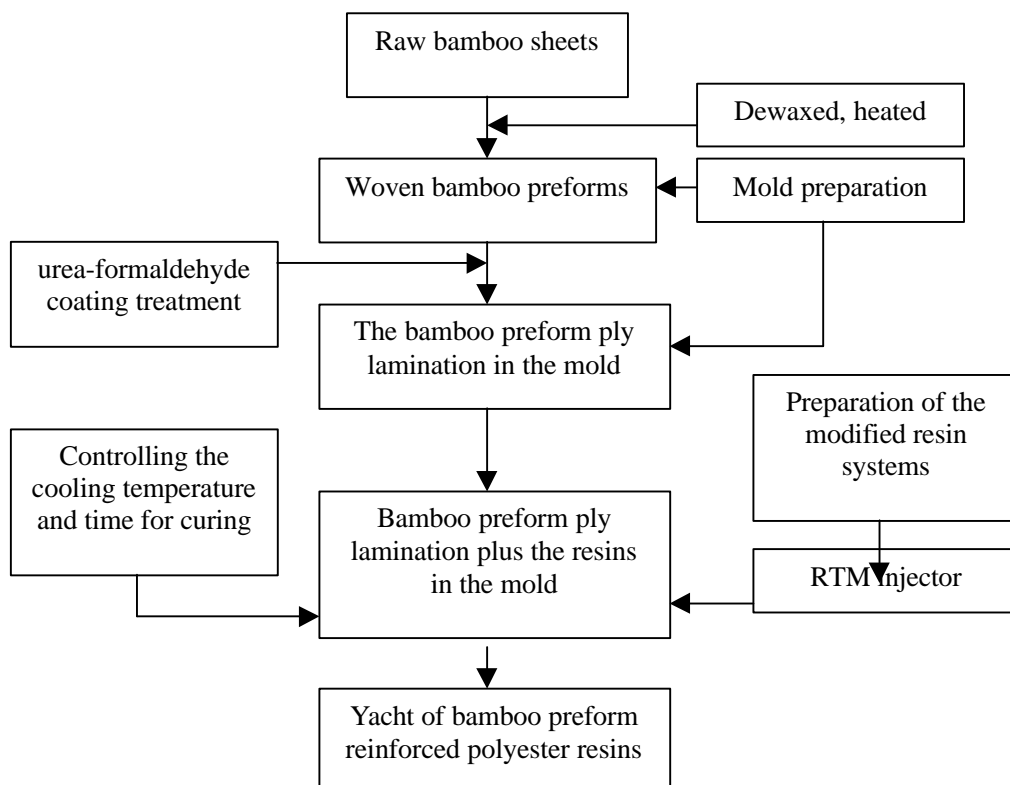 Raw bamboo sheets
Dewaxed, heated
Woven bamboo preforms
Mold preparation
urea-formaldehyde
coating treatment
The bamboo preform ply
lamination in the mold
Preparation of the
modified resin
systems
Controlling the
cooling temperature
and time for curing
Bamboo preform ply
lamination plus the resins
in the mold
RTM injector
Yacht of bamboo preform
reinforced polyester resins